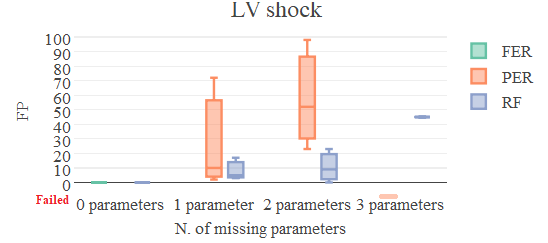 LV shock
100
90
80
70
60
50
40
30
20
10
0
FP
Failed
0 parameters 1 parameter 2 parameters 3 parameters
N. of missing parameters
FER
PER
RF